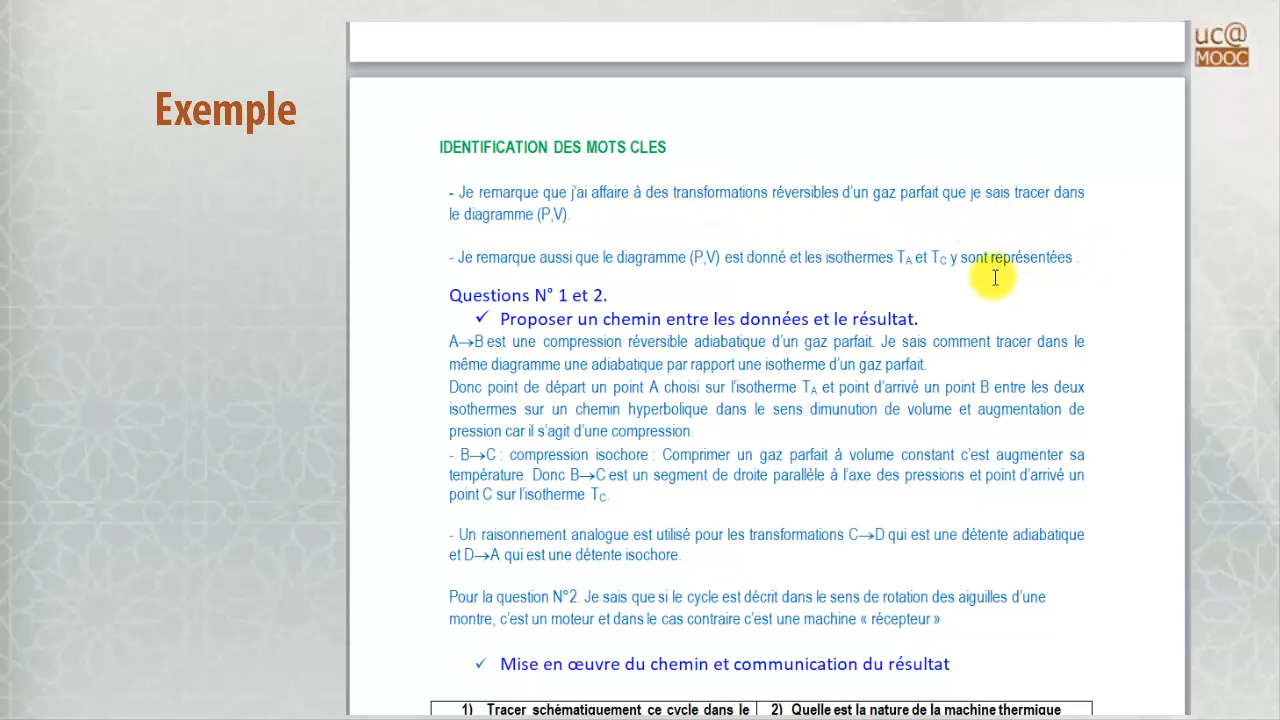 uc@
MOOC
Exemple
IDENTIFICATION DES MOTS CLES
- Je remarque que j'ai affaire à des transformations réversibles d'un gaz parfait que je sais tracer dans
le diagramme (P,V).
- Je remarque aussi que le diagramme (P,V) est donné et les isothermes TA et TC y sont représentées .
Questions N° 1 et 2.
✓ Proposer un chemin entre les données et le résultat.
A→B est une compression réversible adiabatique d'un gaz parfait. Je sais comment tracer dans le
même diagramme une adiabatique par rapport une isotherme d'un gaz parfait.
Donc point de départ un point A choisi sur l'isotherme TA et point d'arrivé un point B entre les deux
isothermes sur un chemin hyperbolique dans le sens dimunution de volume et augmentation de
pression car il s'agit d'une compression.
- B→C : compression isochore : Comprimer un gaz parfait à volume constant c'est augmenter sa
température. Donc B→C est un segment de droite parallèle à l'axe des pressions et point d'arrivé un
point C sur l'isotherme TC.
- Un raisonnement analogue est utilisé pour les transformations C→D qui est une détente adiabatique
et D→A qui est une détente isochore.
Pour la question N°2. Je sais que si le cycle est décrit dans le sens de rotation des aiguilles d'une
montre, c'est un moteur et dans le cas contraire c'est une machine « récepteur »
✓ Mise en œuvre du chemin et communication du résultat
1) Tracer schématiquement ce cycle dans le
2) Quelle est la nature de la machine thermique